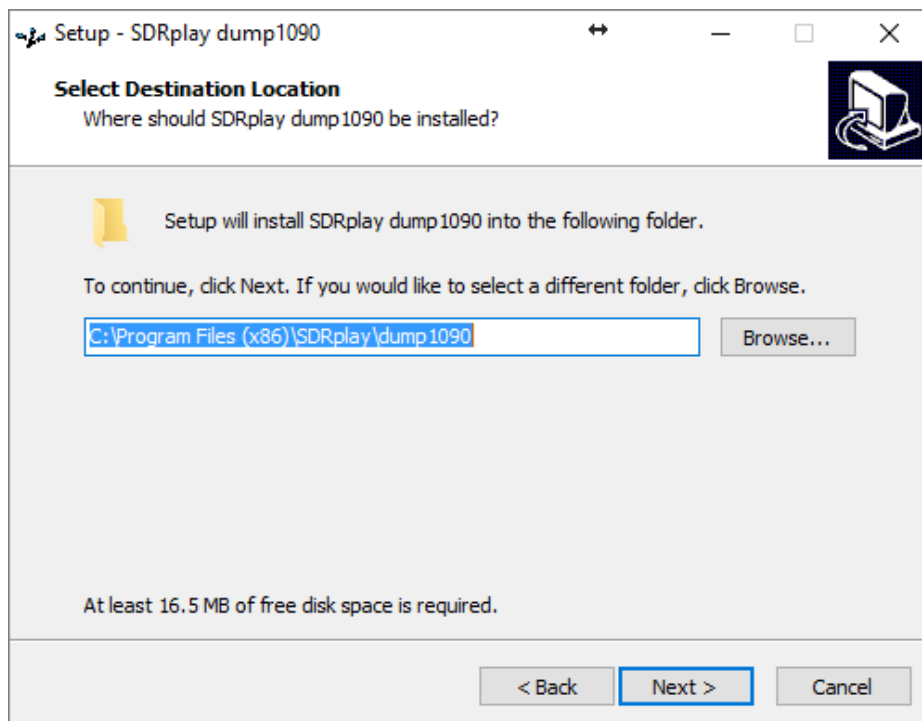 Setup - SDRplay dump1090
Select Destination Location
Where should SDRplay dump1090 be installed?
Setup will install SDRplay dump1090 into the following folder.
To continue, click Next. If you would like to select a different folder, click Browse.
C:\Program Files (x86)\SDRplay\dump1090
Browse...
At least 16.5 MB of free disk space is required.
< Back
Next >
Cancel